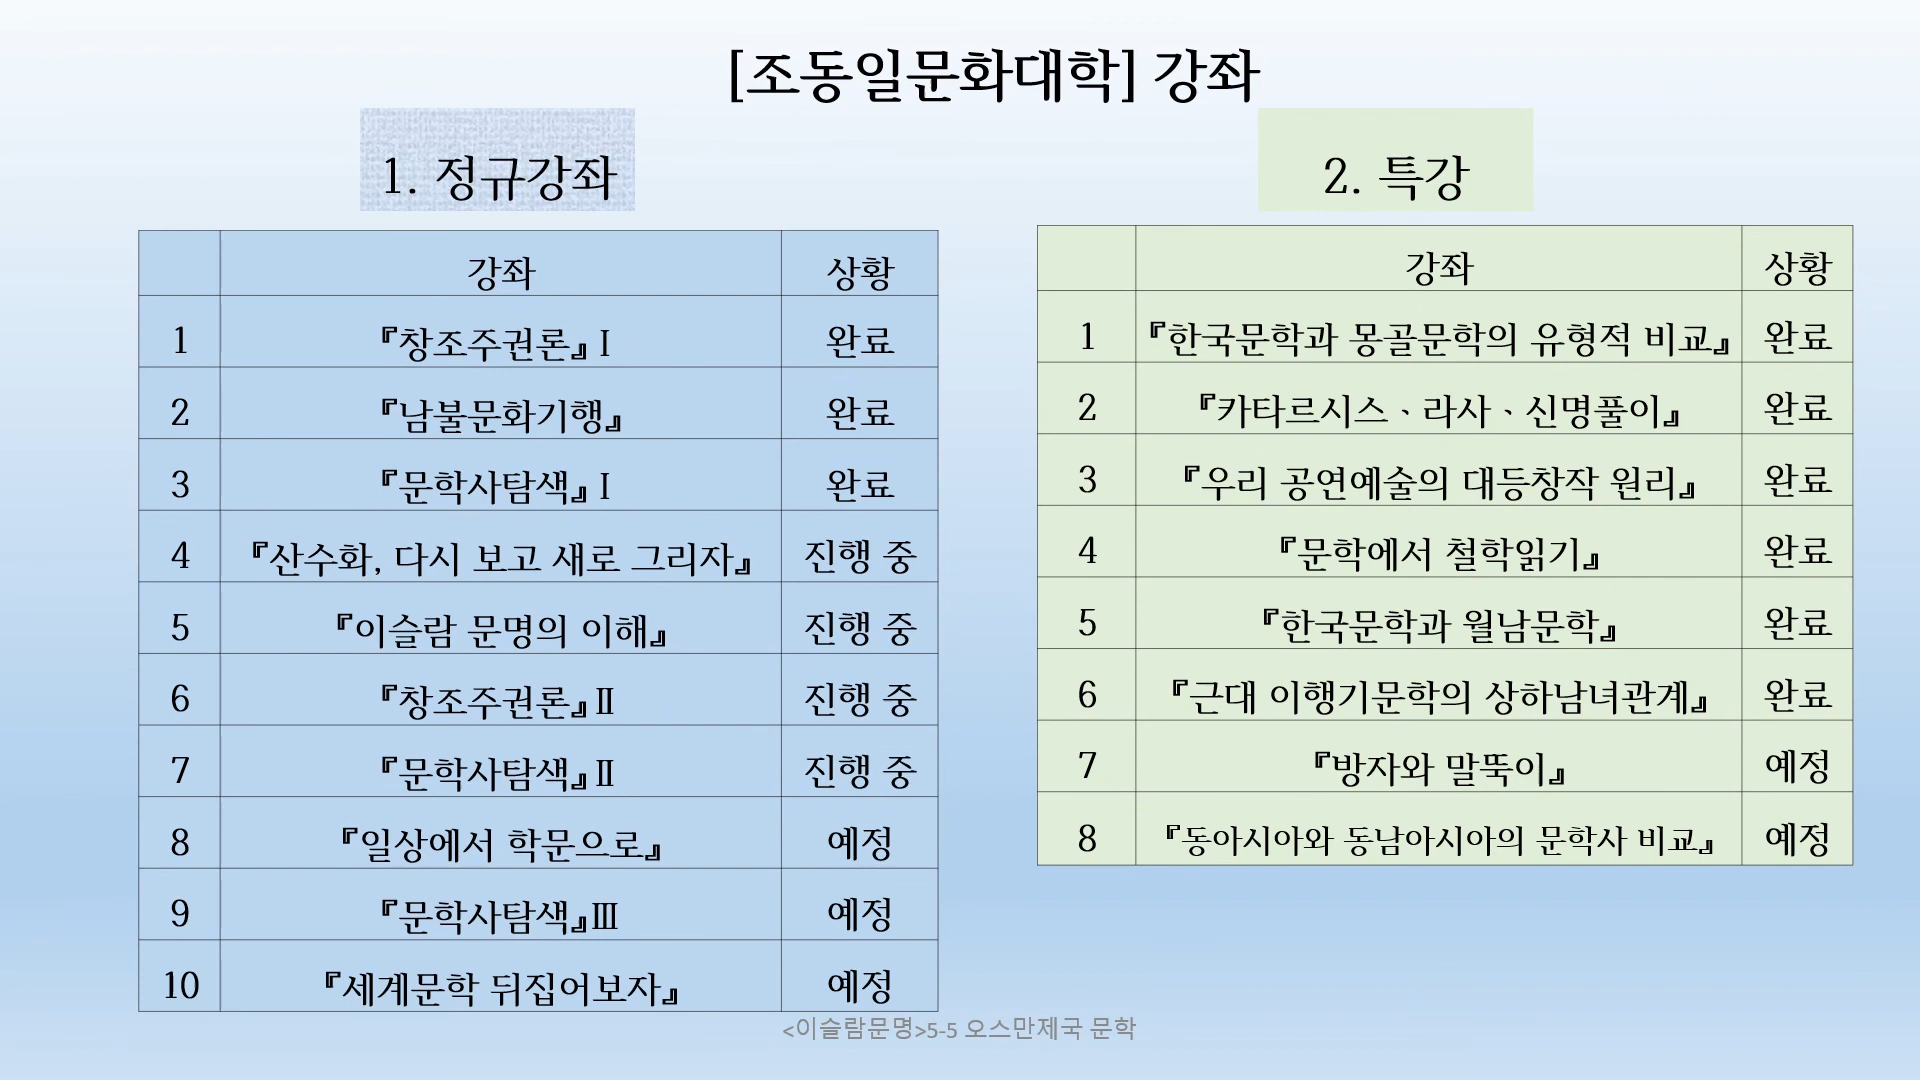 [조동일문화대학] 강좌
1. 정규강좌
강좌 상황
1 『창조주권론』 Ⅰ 완료
2 『남불문화기행』 완료
3 『문학사탐색』 Ⅰ 완료
4 『산수화, 다시 보고 새로 그리자』 진행 중
5 『이슬람 문명의 이해』 진행 중
6 『창조주권론』 Ⅱ 진행 중
7 『문학사탐색』 Ⅱ 진행 중
8 『일상에서 학문으로』 예정
9 『문학사탐색』Ⅲ 예정
10 『세계문학 뒤집어보자』 예정
2. 특강
강좌 상황
1 『한국문학과 몽골문학의 유형적 비교』 완료
2 『카타르시스ㆍ라사ㆍ신명풀이』 완료
3 『우리 공연예술의 대등창작 원리』 완료
4 『문학에서 철학읽기』 완료
5 『한국문학과 월남문학』 완료
6 『근대 이행기문학의 상하남녀관계』 완료
7 『방자와 말뚝이』 예정
8 『동아시아와 동남아시아의 문학사 비교』 예정
<이슬람문명>5-5 오스만제국 문학